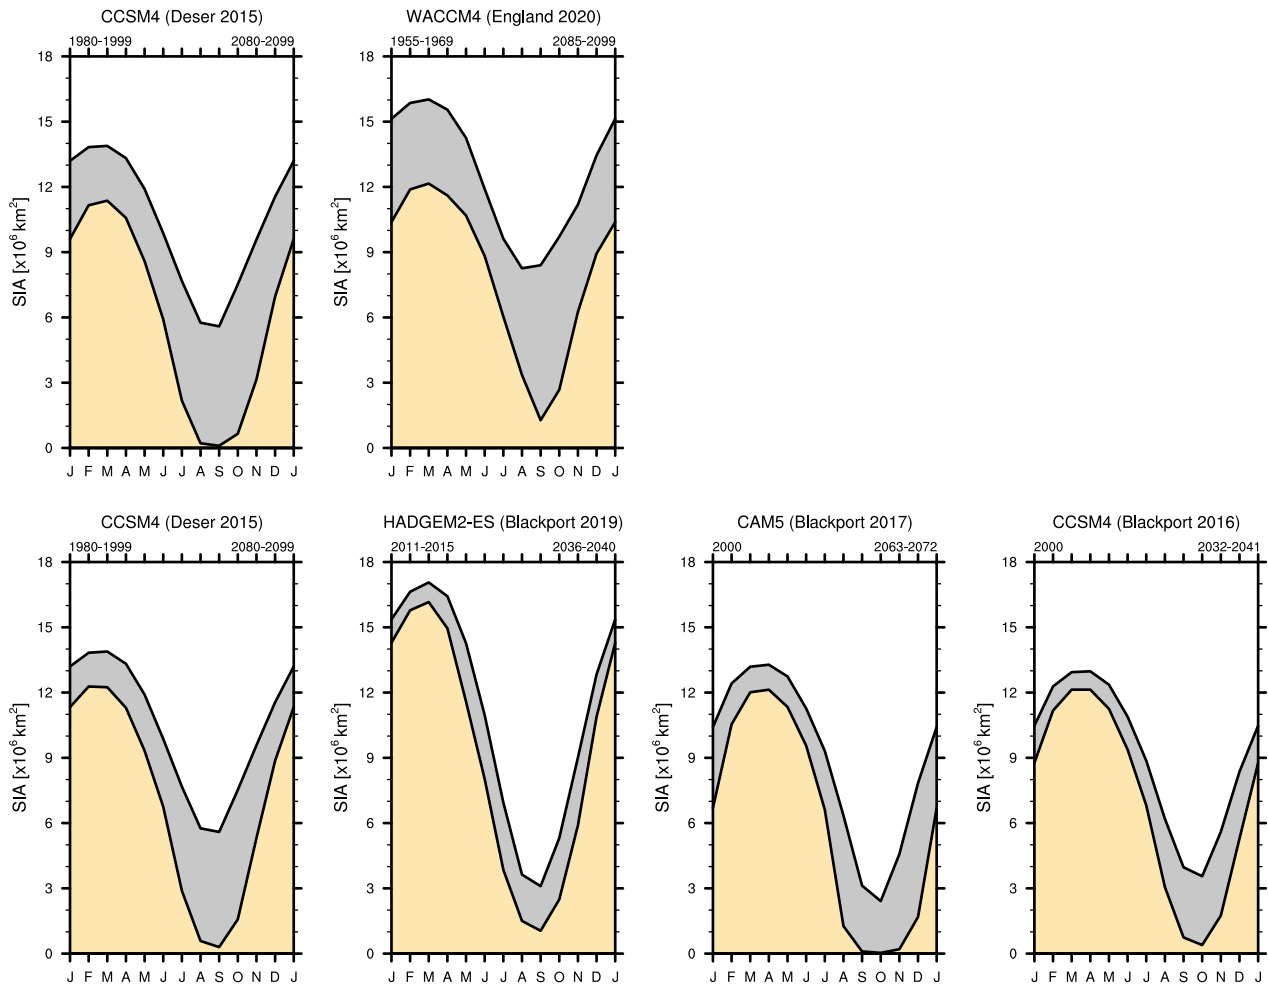 CCSM4 (Deser 2015)
1980-1999 2080-2099
18
15
12
9
6
3
0
SIA [x10⁶ km²]
J F M A M J J A S O N D J
WACCM4 (England 2020)
1955-1969 2085-2099
18
15
12
9
6
3
0
SIA [x10⁶ km²]
J F M A M J J A S O N D J
CCSM4 (Deser 2015)
1980-1999 2080-2099
18
15
12
9
6
3
0
SIA [x10⁶ km²]
J F M A M J J A S O N D J
HADGEM2-ES (Blackport 2019)
2011-2015 2036-2040
18
15
12
9
6
3
0
SIA [x10⁶ km²]
J F M A M J J A S O N D J
CAM5 (Blackport 2017)
2000 2063-2072
18
15
12
9
6
3
0
SIA [x10⁶ km²]
J F M A M J J A S O N D J
CCSM4 (Blackport 2016)
2000 2032-2041
18
15
12
9
6
3
0
SIA [x10⁶ km²]
J F M A M J J A S O N D J